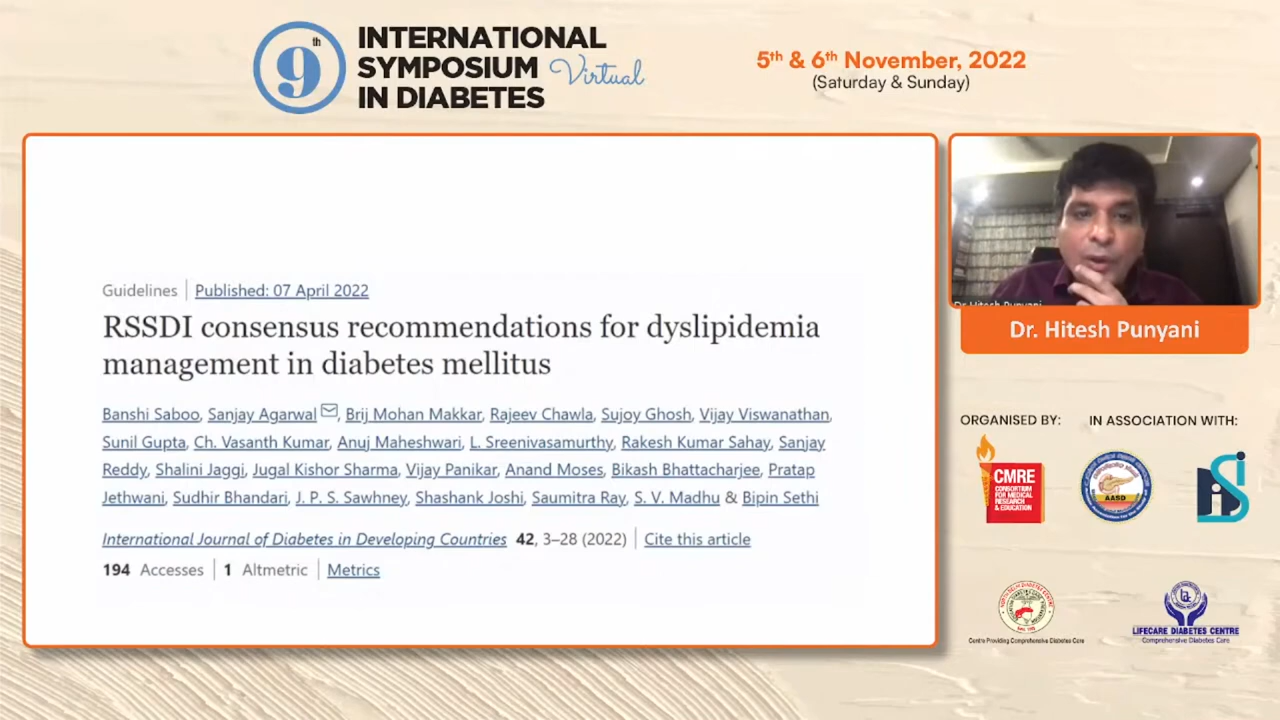 9th
INTERNATIONAL
SYMPOSIUM Virtual
IN DIABETES
5th & 6th November, 2022
(Saturday & Sunday)
Guidelines | Published: 07 April 2022
RSSDI consensus recommendations for dyslipidemia
management in diabetes mellitus
Banshi Saboo, Sanjay Agarwal, Brij Mohan Makkar, Rajeev Chawla, Sujoy Ghosh, Vijay Viswanathan,
Sunil Gupta, Ch. Vasanth Kumar, Anuj Maheshwari, L. Sreenivasamurthy, Rakesh Kumar Sahay, Sanjay
Reddy, Shalini Jaggi, Jugal Kishor Sharma, Vijay Panikar, Anand Moses, Bikash Bhattacharjee, Pratap
Jethwani, Sudhir Bhandari, J. P. S. Sawhney, Shashank Joshi, Saumitra Ray, S. V. Madhu & Bipin Sethi
International Journal of Diabetes in Developing Countries 42, 3–28 (2022) | Cite this article
194 Accesses | 1 Altmetric | Metrics
Dr. Hitesh Punyani
Dr. Hitesh Punyani
ORGANISED BY:
IN ASSOCIATION WITH:
CMRE
CONSORTIUM
FOR MEDICAL
RESEARCH
& EDUCATION
AASD
Centre Providing Comprehensive Diabetes Care
LIFECARE DIABETES CENTRE
Comprehensive Diabetes Care